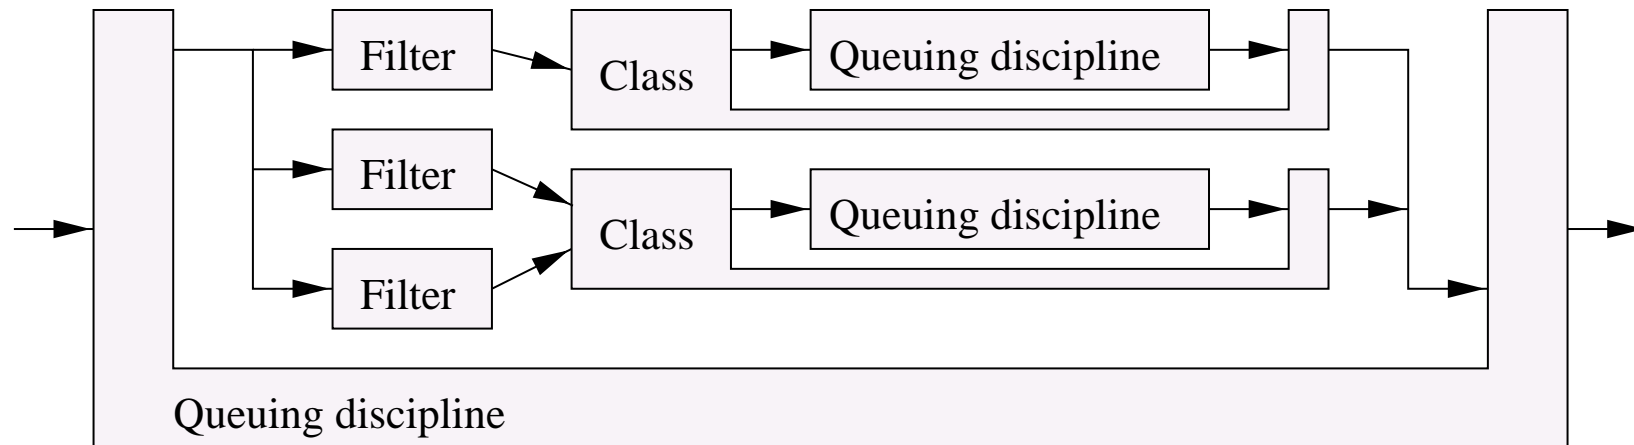 Filter
Class
Queuing discipline
Filter
Class
Queuing discipline
Filter
Queuing discipline